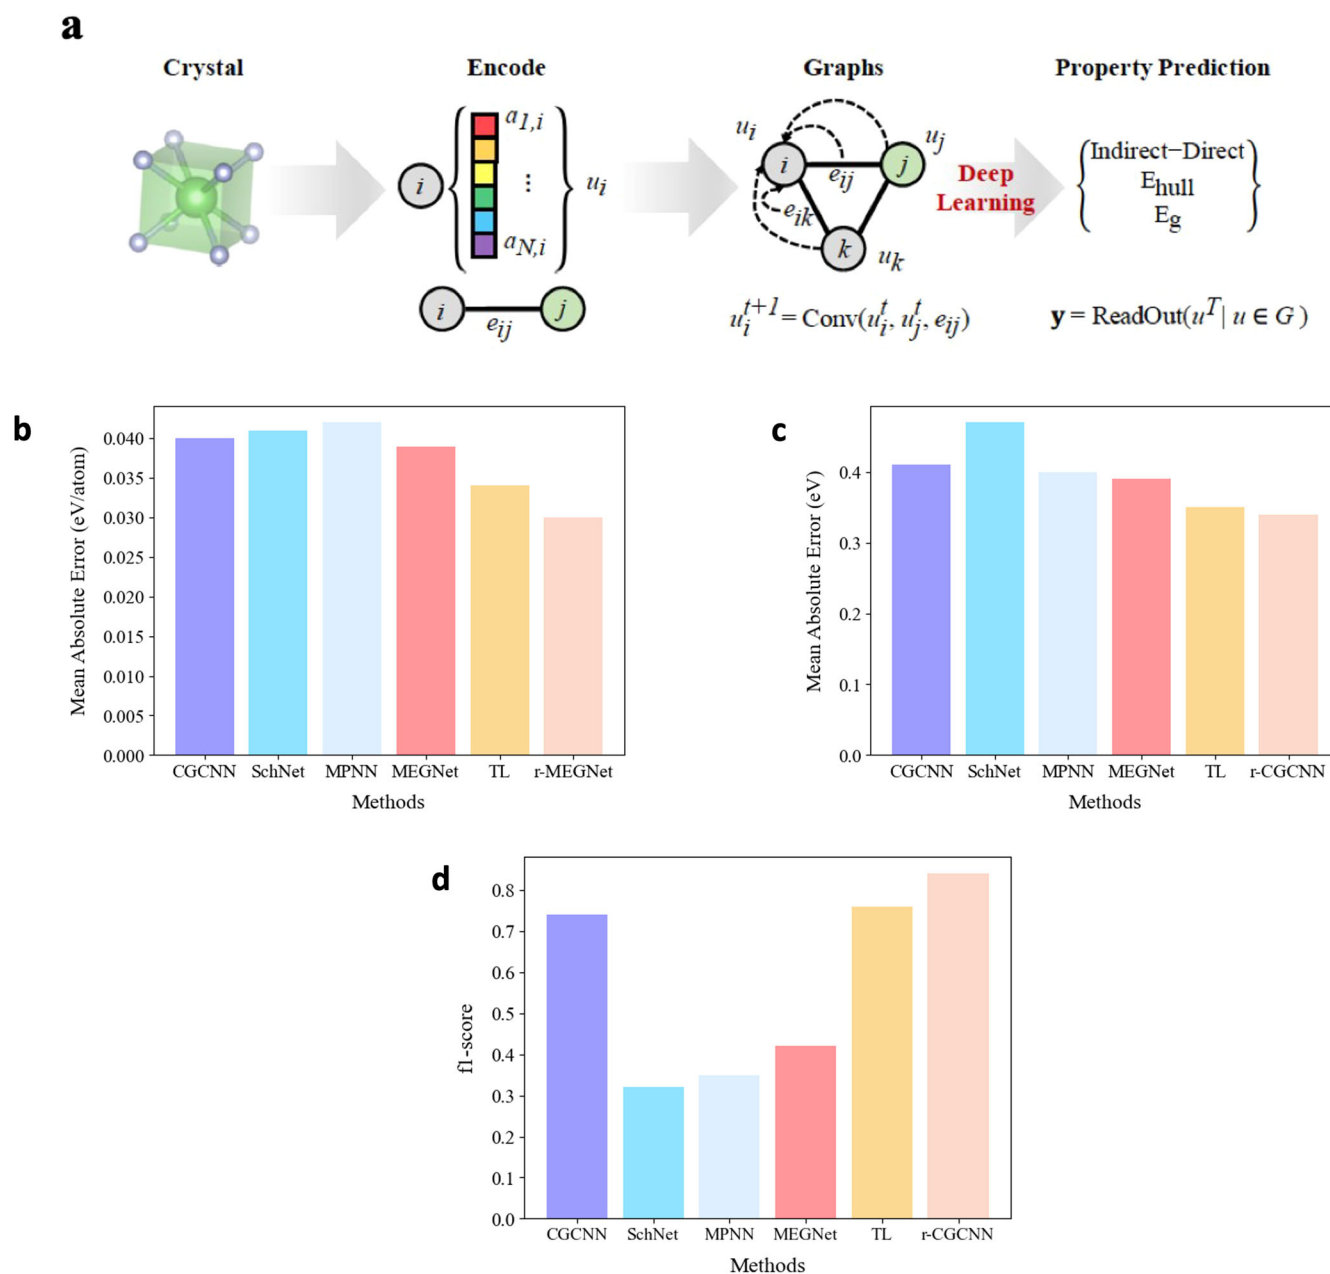 a
Crystal
Encode
Graphs
Property Prediction
a1,i
⋮
aN,i
i
ui
i
j
eij
ui
uj
i
j
eij
eik
k
uk
Deep
Learning
Indirect−Direct
Ehull
Eg
ui^t+1 = Conv(ui^t, uj^t, eij)
y = ReadOut(u^T | u ∈ G )
b
Mean Absolute Error (eV/atom)
0.040
0.035
0.030
0.025
0.020
0.015
0.010
0.005
0.000
CGCNN SchNet MPNN MEGNet TL r-MEGNet
Methods
c
Mean Absolute Error (eV)
0.4
0.3
0.2
0.1
0.0
CGCNN SchNet MPNN MEGNet TL r-CGCNN
Methods
d
f1-score
0.8
0.7
0.6
0.5
0.4
0.3
0.2
0.1
0.0
CGCNN SchNet MPNN MEGNet TL r-CGCNN
Methods